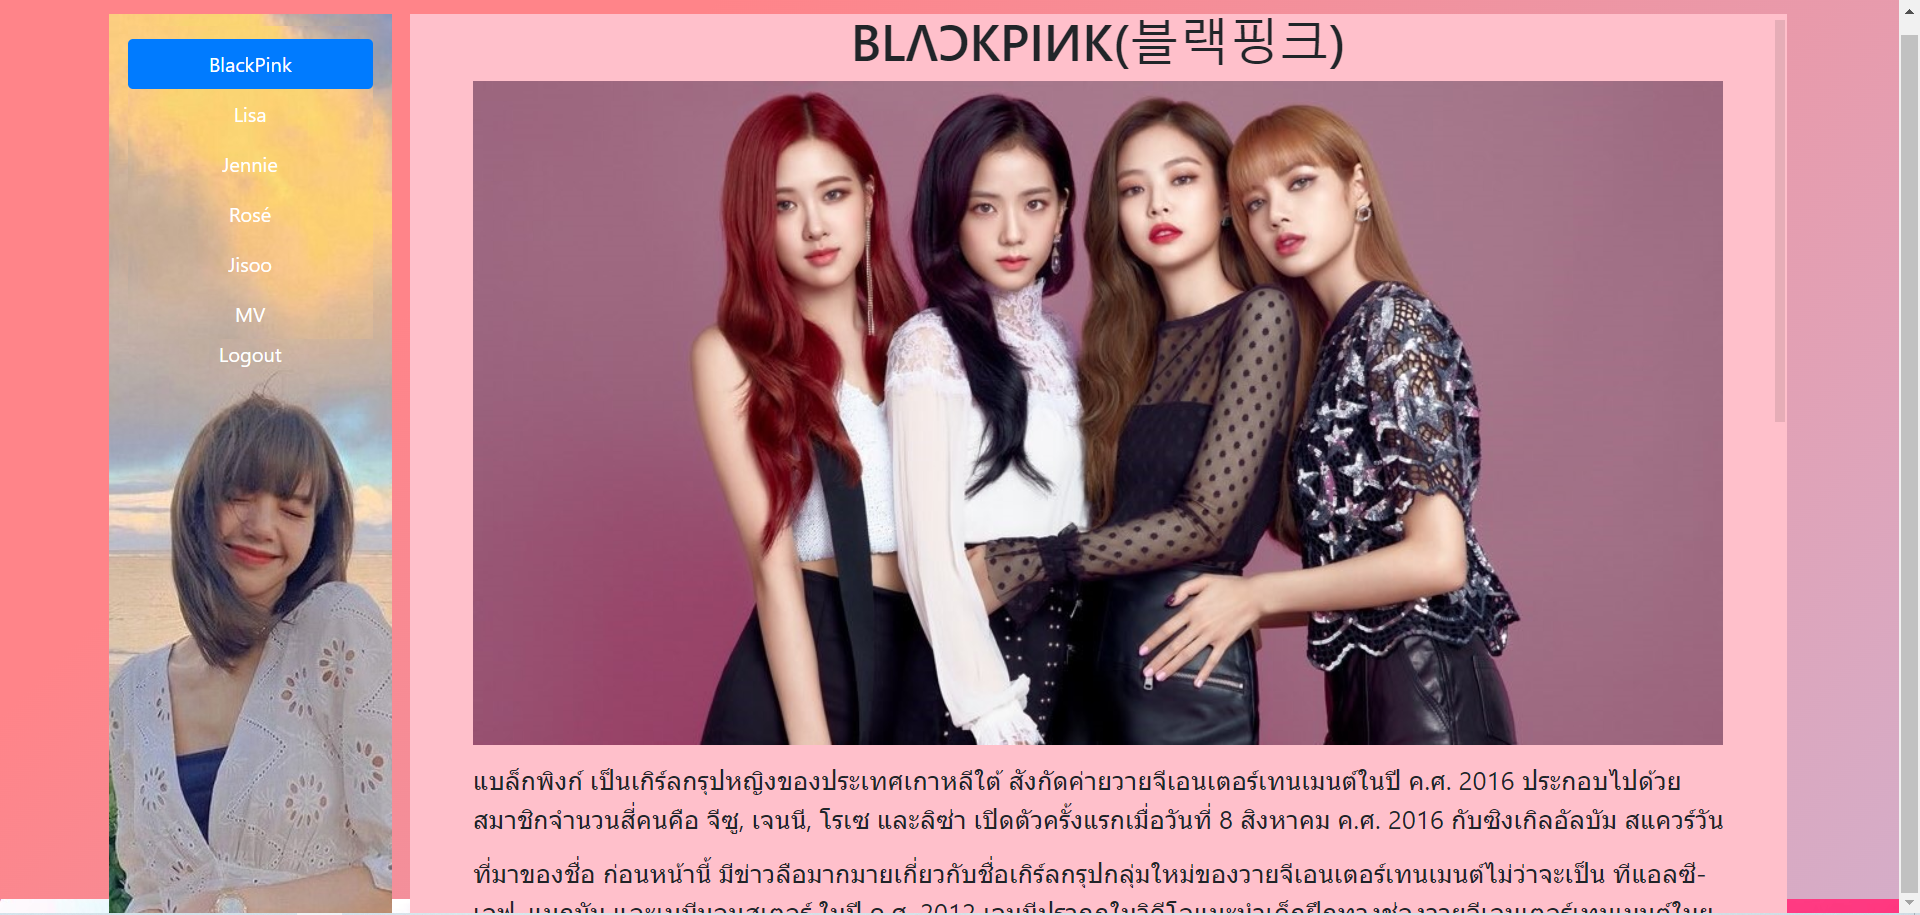 BlackPink
Lisa
Jennie
Rosé
Jisoo
MV
Logout
BLɅƆKPIИK(블랙핑크)
แบล็กพิงก์ เป็นเกิร์ลกรุปหญิงของประเทศเกาหลีใต้ สังกัดค่ายวายจีเอนเตอร์เทนเมนต์ในปี ค.ศ. 2016 ประกอบไปด้วย
สมาชิกจำนวนสี่คนคือ จีซู, เจนนี, โรเซ และลิซ่า เปิดตัวครั้งแรกเมื่อวันที่ 8 สิงหาคม ค.ศ. 2016 กับซิงเกิลอัลบัม สแควร์วัน
ที่มาของชื่อ ก่อนหน้านี้ มีข่าวลือมากมายเกี่ยวกับชื่อเกิร์ลกรุปกลุ่มใหม่ของวายจีเอนเตอร์เทนเมนต์ไม่ว่าจะเป็น ทีแอลซี-